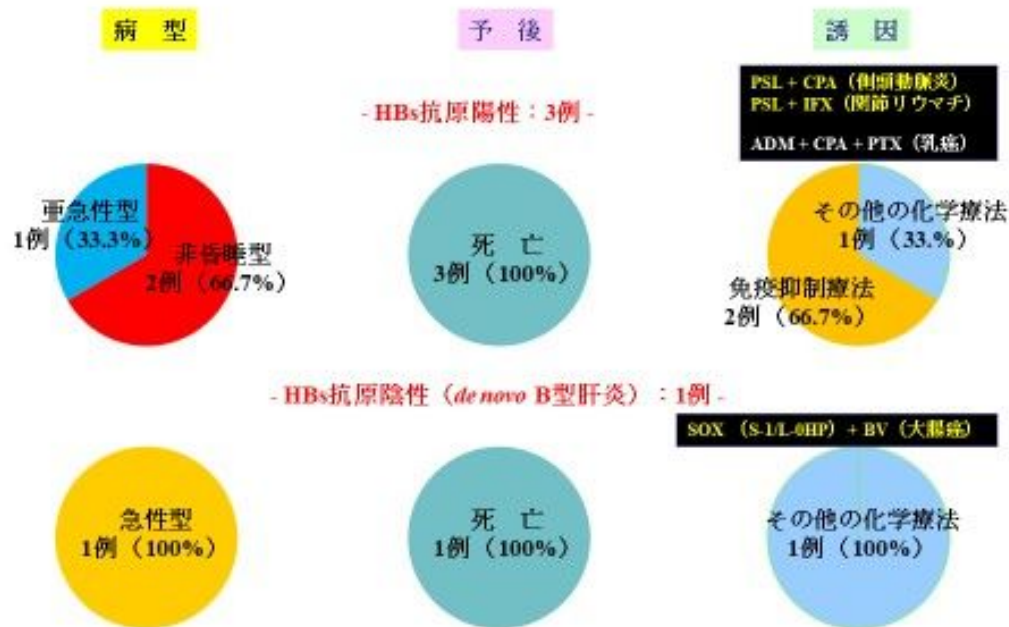 病 型
予 後
誘 因
PSL + CPA（側頭動脈炎）
PSL + IFX（関節リウマチ）
ADM + CPA + PTX（乳癌）
- HBs抗原陽性：3例 -
亜急性型
1例（33.3%）
非昏睡型
2例（66.7%）
死 亡
3例（100%）
その他の化学療法
1例（33.%）
免疫抑制療法
2例（66.7%）
- HBs抗原陰性（de novo B型肝炎）：1例 -
SOX （S-1/L-0HP）+ BV（大腸癌）
急性型
1例（100%）
死 亡
1例（100%）
その他の化学療法
1例（100%）